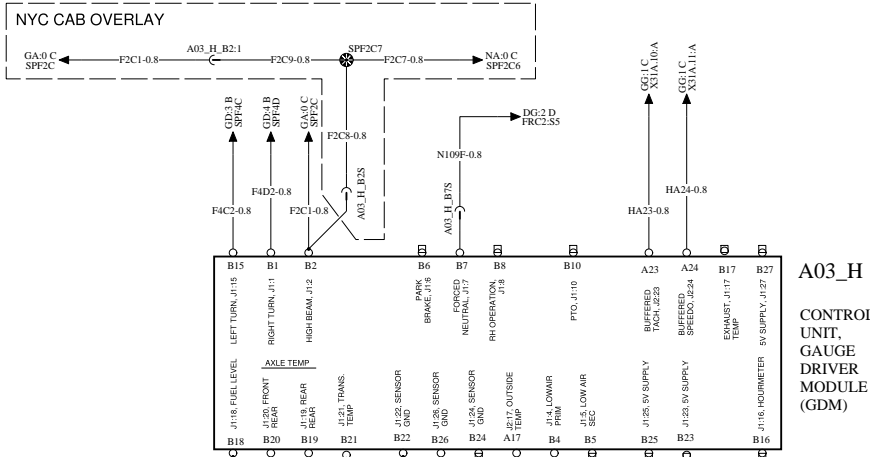 NYC CAB OVERLAY
GA:0 C
SPF2C
F2C1-0.8
A03_H_B2:1
F2C9-0.8
SPF2C7
F2C7-0.8
NA:0 C
SPF2C6
GD:3 B
SPF4C
GD:4 B
SPF4D
GA:0 C
SPF2C
F2C8-0.8
A03_H_B2S
F4C2-0.8
F4D2-0.8
F2C1-0.8
DG:2 D
FRC2:S5
N109F-0.8
A03_H_B7S
GG:1 C
X31A.10:A
GG:1 C
X31A.11:A
HA23-0.8
HA24-0.8
B15
B1
B2
B6
B7
B8
B10
A23
A24
B17
B27
LEFT TURN, J1:15
RIGHT TURN, J1:1
HIGH BEAM, J1:2
PARK
BRAKE, J1:6
FORCED
NEUTRAL, J1:7
RH OPERATION,
J1:8
PTO, J1:10
BUFFERED
TACH, J2:23
BUFFERED
SPEEDO, J2:24
EXHAUST, J1:17
TEMP
5V SUPPLY, J1:27
A03_H
CONTROL
UNIT,
GAUGE
DRIVER
MODULE
(GDM)
AXLE TEMP
J1:18, FUEL LEVEL
J1:20, FRONT
REAR
J1:19, REAR
REAR
J1:21, TRANS.
TEMP
J1:22, SENSOR
GND
J1:26, SENSOR
GND
J1:24, SENSOR
GND
J2:17, OUTSIDE
TEMP
J1:4, LOWAIR
PRIM
J1:5, LOW AIR
SEC
J1:25, 5V SUPPLY
J1:23, 5V SUPPLY
J1:16, HOURMETER
B18
B20
B19
B21
B22
B26
B24
A17
B4
B5
B25
B23
B16